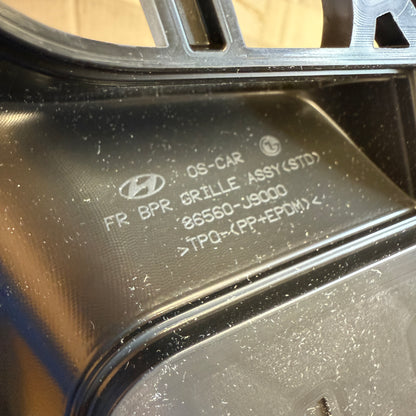 OS-CAR
FR BPR GRILLE ASSY(STD)
86560-J9000
>TPO-(PP+EPDM)<